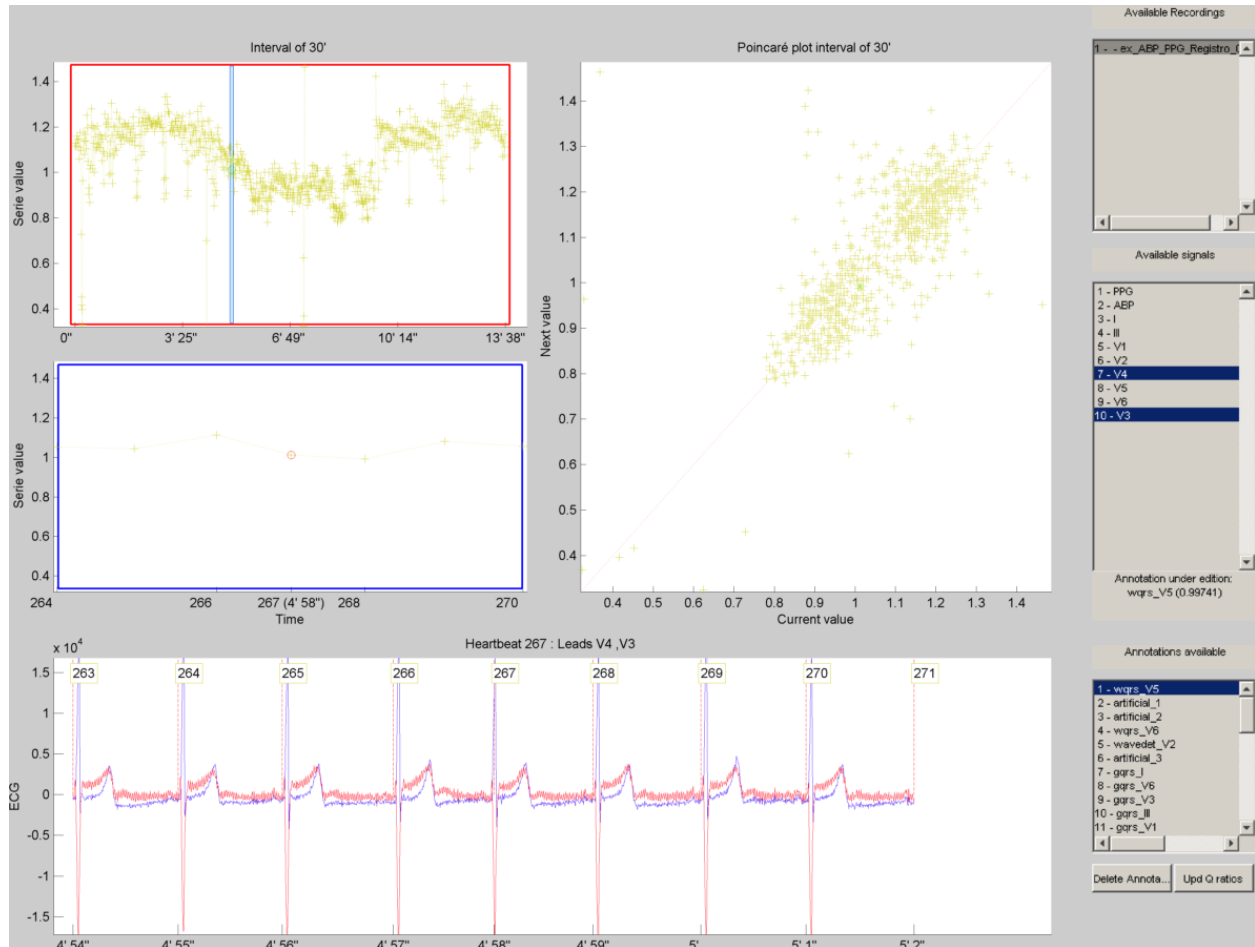 Available Recordings
1 - - ex_ABP_PPG_Registro_0
Interval of 30'
Serie value
1.4
1.2
1
0.8
0.6
0.4
0"
3' 25"
6' 49"
10' 14"
13' 38"
Poincaré plot interval of 30'
Next value
1.4
1.3
1.2
1.1
1
0.9
0.8
0.7
0.6
0.5
0.4
0.4
0.5
0.6
0.7
0.8
0.9
1.0
1.1
1.2
1.3
1.4
Current value
Available signals
1 - PPG
2 - ABP
3 - I
4 - III
5 - V1
6 - V2
7 - V4
8 - V5
9 - V6
10 - V3
Serie value
1.4
1.2
1
0.8
0.6
0.4
264
266
267 (4' 58")
268
270
Time
Annotation under edition:
wqrs_V5 (0.99741)
Heartbeat 267 : Leads V4 ,V3
x 10⁴
1.5
1
0.5
0
-0.5
-1
-1.5
ECG
263
264
265
266
267
268
269
270
271
4' 54"
4' 55"
4' 56"
4' 57"
4' 58"
4' 59"
5'
5' 1"
5' 2"
Annotations available
1 - wqrs_V5
2 - artificial_1
3 - artificial_2
4 - wqrs_V6
5 - wavedet_V2
6 - artificial_3
7 - gqrs_I
8 - gqrs_V6
9 - gqrs_V3
10 - gqrs_III
11 - gqrs_V1
Delete Annota...
Upd Q ratios